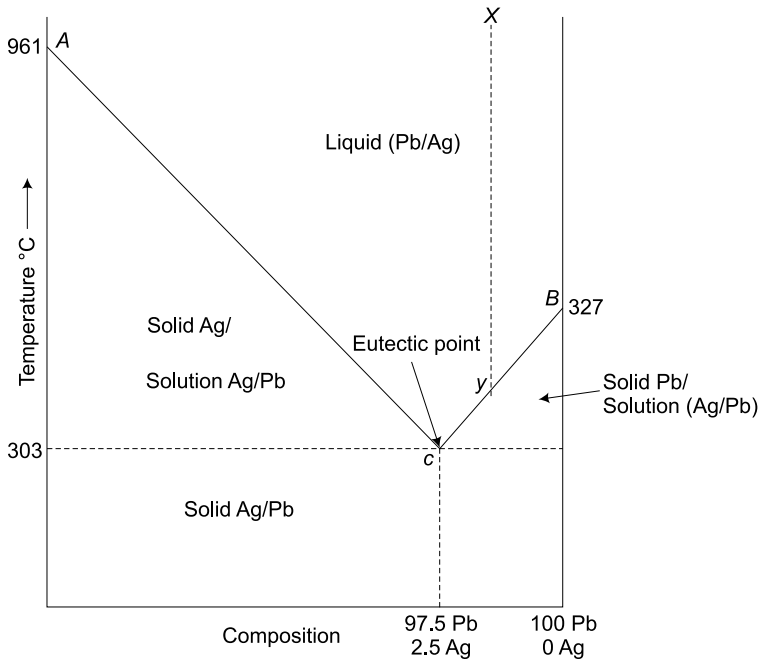 X
961
A
Liquid (Pb/Ag)
Temperature °C
B
327
Solid Ag/
Solution Ag/Pb
Eutectic point
y
Solid Pb/
Solution (Ag/Pb)
303
c
Solid Ag/Pb
Composition
97.5 Pb
2.5 Ag
100 Pb
0 Ag